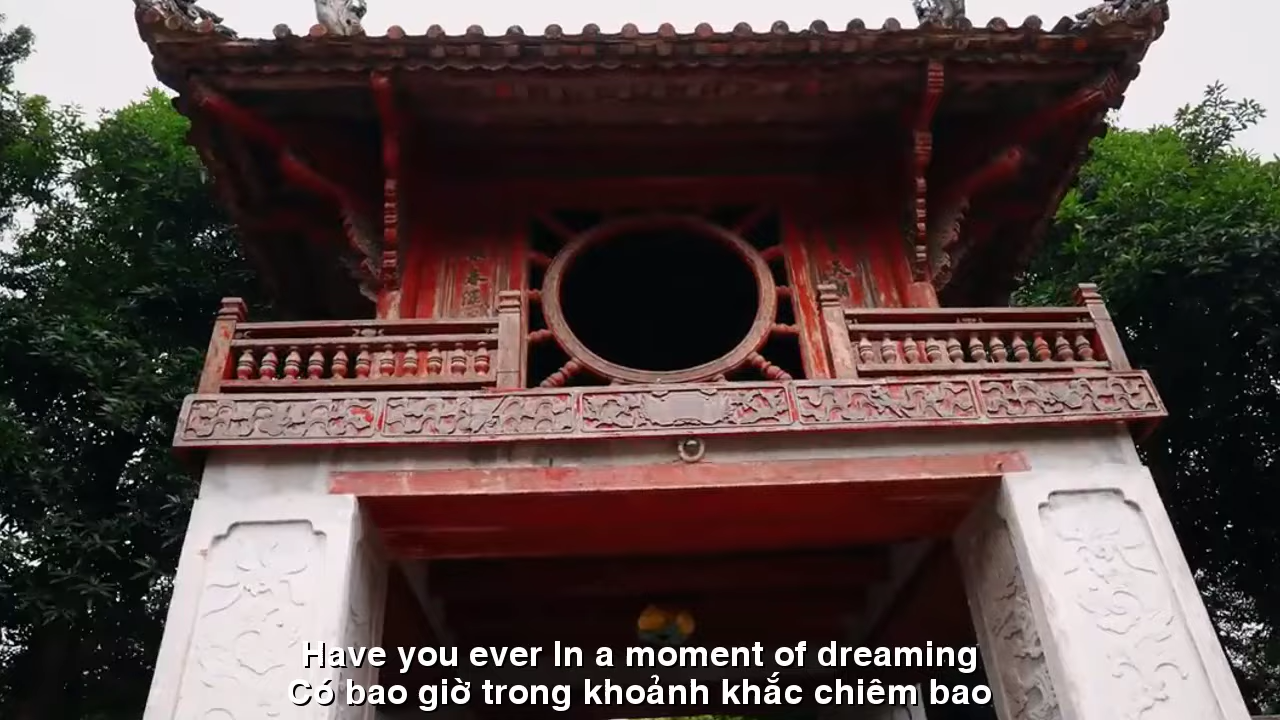 Have you ever In a moment of dreaming
Có bao giờ trong khoảnh khắc chiêm bao